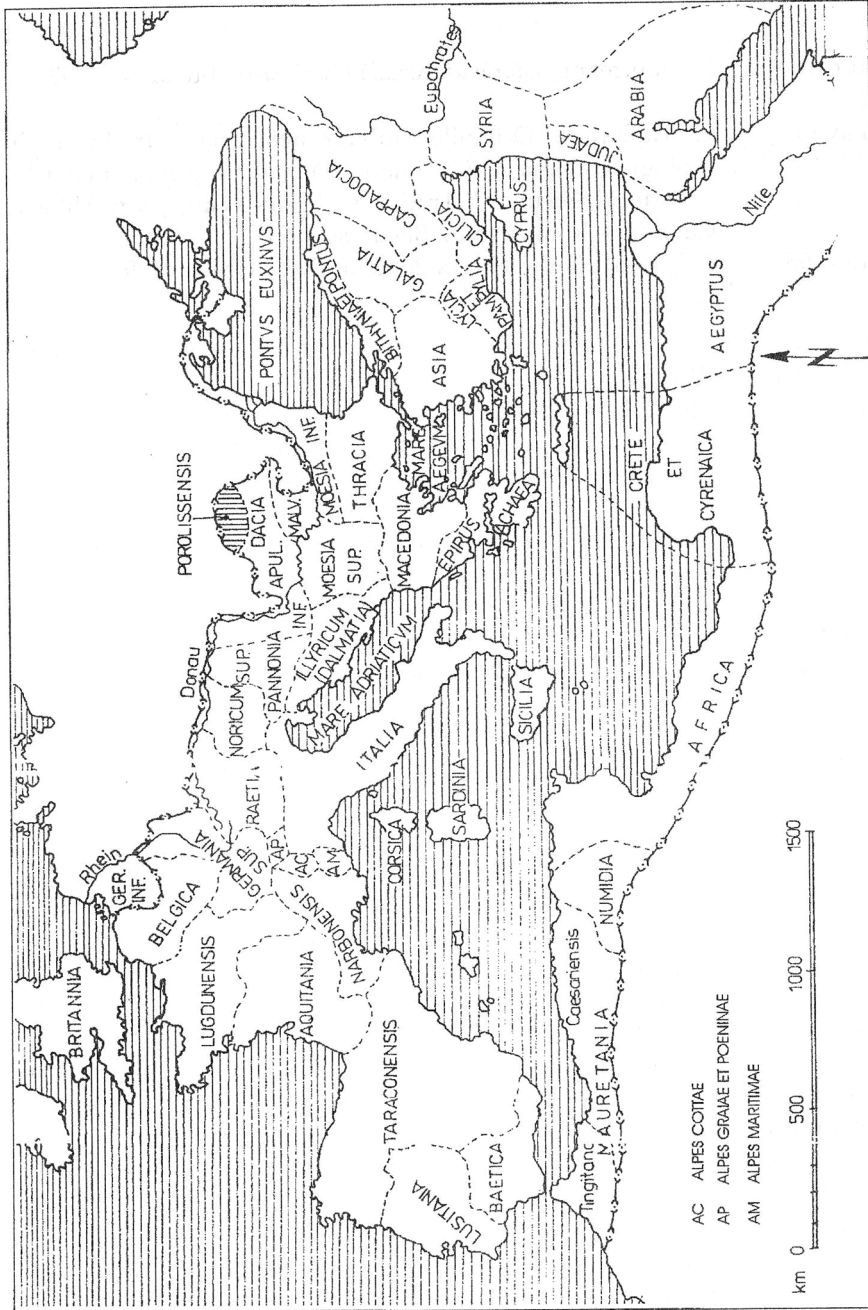 BRITANNIA
Rhein
GER.
INF.
BELGICA
LUGDUNENSIS
GERMANIA
SUP
AQUITANIA
NARBONENSIS
AP
AC
AM
RAETIA
NORICUM
Donau
SUP.
PANNONIA
INF.
ILLYRICUM
(DALMATIA)
MARE ADRIATICVM
ITALIA
CORSICA
SARDINIA
SICILIA
TARACONENSIS
LUSITANIA
BAETICA
POROLISSENSIS
DACIA
APUL.
MALV.
MOESIA
SUP.
MOESIA
INF.
THRACIA
MACEDONIA
EPIRUS
ACHAEA
MARE
AEGEVM
PONTVS EUXINVS
BITHYNIAE PONTUS
ASIA
GALATIA
CAPPADOCIA
LYCIA
ET
PAMFILIA
CILICIA
CYPRUS
Eupahrates
SYRIA
JUDAEA
ARABIA
Nile
AEGYPTUS
CRETE
ET
CYRENAICA
AFRICA
NUMIDIA
MAURETANIA
Caesariensis
Tingitana
N
AC ALPES COTTAE
AP ALPES GRAIAE ET POENINAE
AM ALPES MARITIMAE
km 0 500 1000 1500